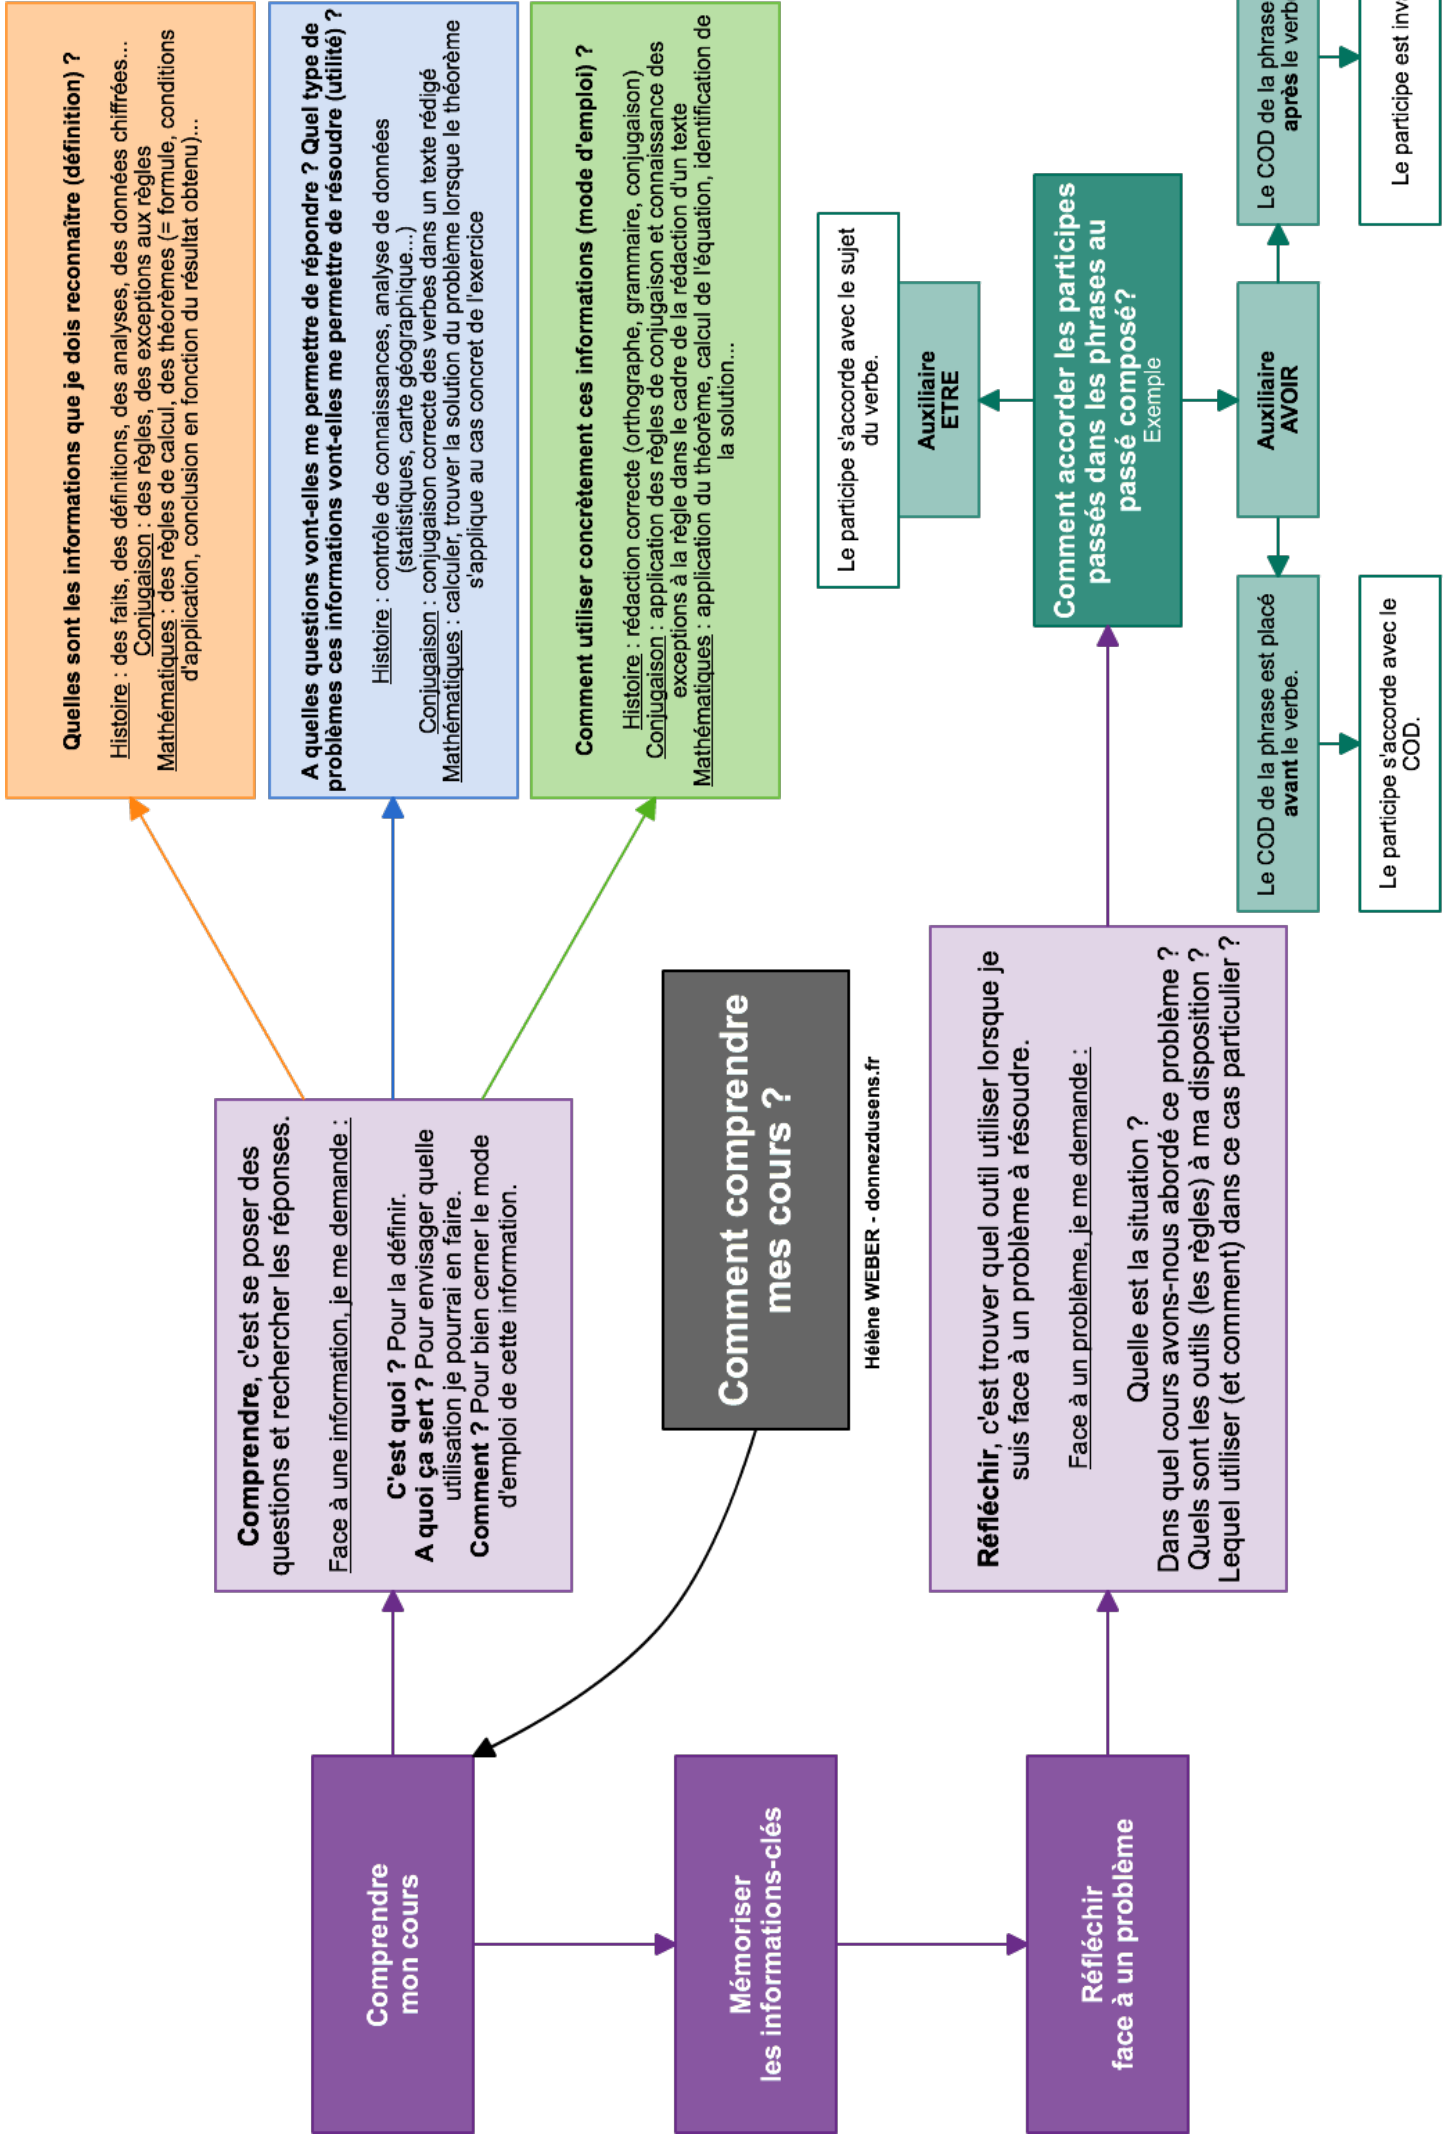 Comment comprendre
mes cours ?
Hélène WEBER - donnezdusens.fr
Comprendre
mon cours
Comprendre, c'est se poser des
questions et rechercher les réponses.
Face à une information, je me demande :
C'est quoi ? Pour la définir.
A quoi ça sert ? Pour envisager quelle
utilisation je pourrai en faire.
Comment ? Pour bien cerner le mode
d'emploi de cette information.
Quelles sont les informations que je dois reconnaître (définition) ?
Histoire : des faits, des définitions, des analyses, des données chiffrées...
Conjugaison : des règles, des exceptions aux règles
Mathématiques : des règles de calcul, des théorèmes (= formule, conditions
d'application, conclusion en fonction du résultat obtenu)...
A quelles questions vont-elles me permettre de répondre ? Quel type de
problèmes ces informations vont-elles me permettre de résoudre (utilité) ?
Histoire : contrôle de connaissances, analyse de données
(statistiques, carte géographique...)
Conjugaison : conjugaison correcte des verbes dans un texte rédigé
Mathématiques : calculer, trouver la solution du problème lorsque le théorème
s'applique au cas concret de l'exercice
Comment utiliser concrètement ces informations (mode d'emploi) ?
Histoire : rédaction correcte (orthographe, grammaire, conjugaison)
Conjugaison : application des règles de conjugaison et connaissance des
exceptions à la règle dans le cadre de la rédaction d'un texte
Mathématiques : application du théorème, calcul de l'équation, identification de
la solution...
Mémoriser
les informations-clés
Réfléchir
face à un problème
Réfléchir, c'est trouver quel outil utiliser lorsque je
suis face à un problème à résoudre.
Face à un problème, je me demande :
Quelle est la situation ?
Dans quel cours avons-nous abordé ce problème ?
Quels sont les outils (les règles) à ma disposition ?
Lequel utiliser (et comment) dans ce cas particulier ?
Comment accorder les participes
passés dans les phrases au
passé composé?
Exemple
Auxiliaire
ETRE
Le participe s'accorde avec le sujet
du verbe.
Auxiliaire
AVOIR
Le COD de la phrase est placé
avant le verbe.
Le participe s'accorde avec le
COD.
Le COD de la phrase
après le verb
Le participe est inva